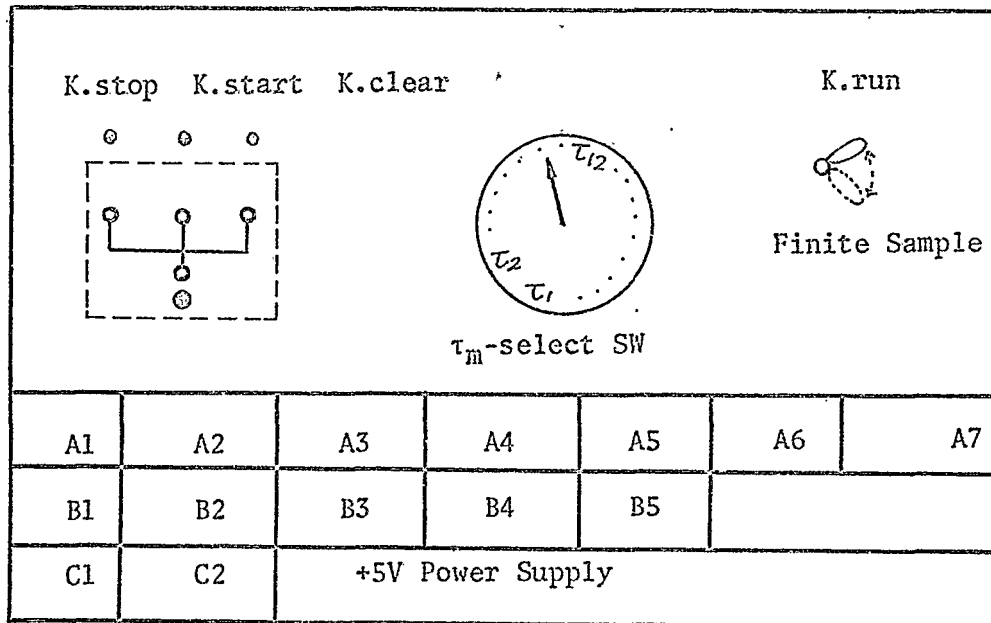 K.stop K.start K.clear K.run
τ12
Finite Sample
τ2
τ1
τm-select SW
A1 A2 A3 A4 A5 A6 A7
B1 B2 B3 B4 B5
C1 C2 +5V Power Supply